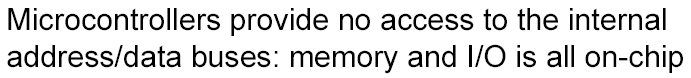 Microcontrollers provide no access to the internal
address/data buses: memory and I/O is all on-chip